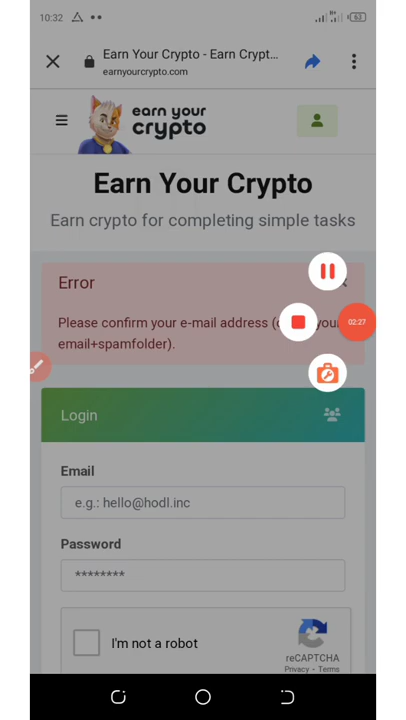 10:32
63
Earn Your Crypto - Earn Crypt...
earnyourcrypto.com
earn your
crypto
Earn Your Crypto
Earn crypto for completing simple tasks
Error
Please confirm your e-mail address (
email+spamfolder).
02:27
Login
Email
e.g.: hello@hodl.inc
Password
********
I'm not a robot
reCAPTCHA
Privacy - Terms